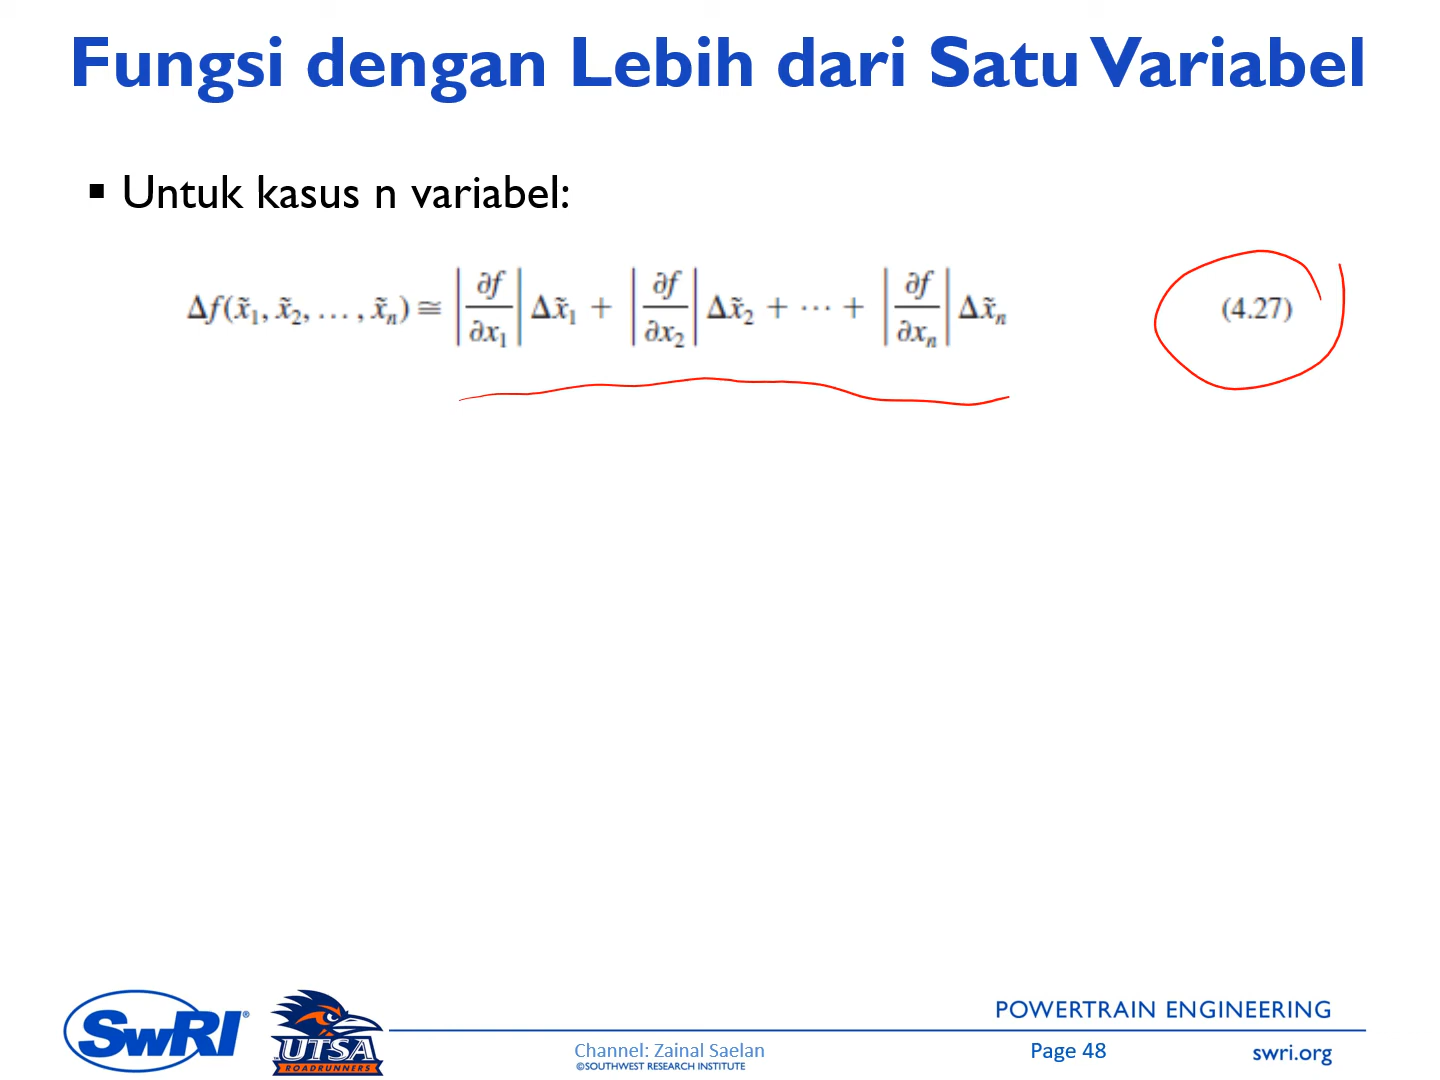 Fungsi dengan Lebih dari Satu Variabel
▪ Untuk kasus n variabel:
Δf(x̃₁, x̃₂, … , x̃ₙ) ≅ |∂f/∂x₁| Δx̃₁ + |∂f/∂x₂| Δx̃₂ + ⋯ + |∂f/∂xₙ| Δx̃ₙ (4.27)
POWERTRAIN ENGINEERING
SwRI®
UTSA
ROADRUNNERS
Channel: Zainal Saelan
©SOUTHWEST RESEARCH INSTITUTE
Page 48
swri.org